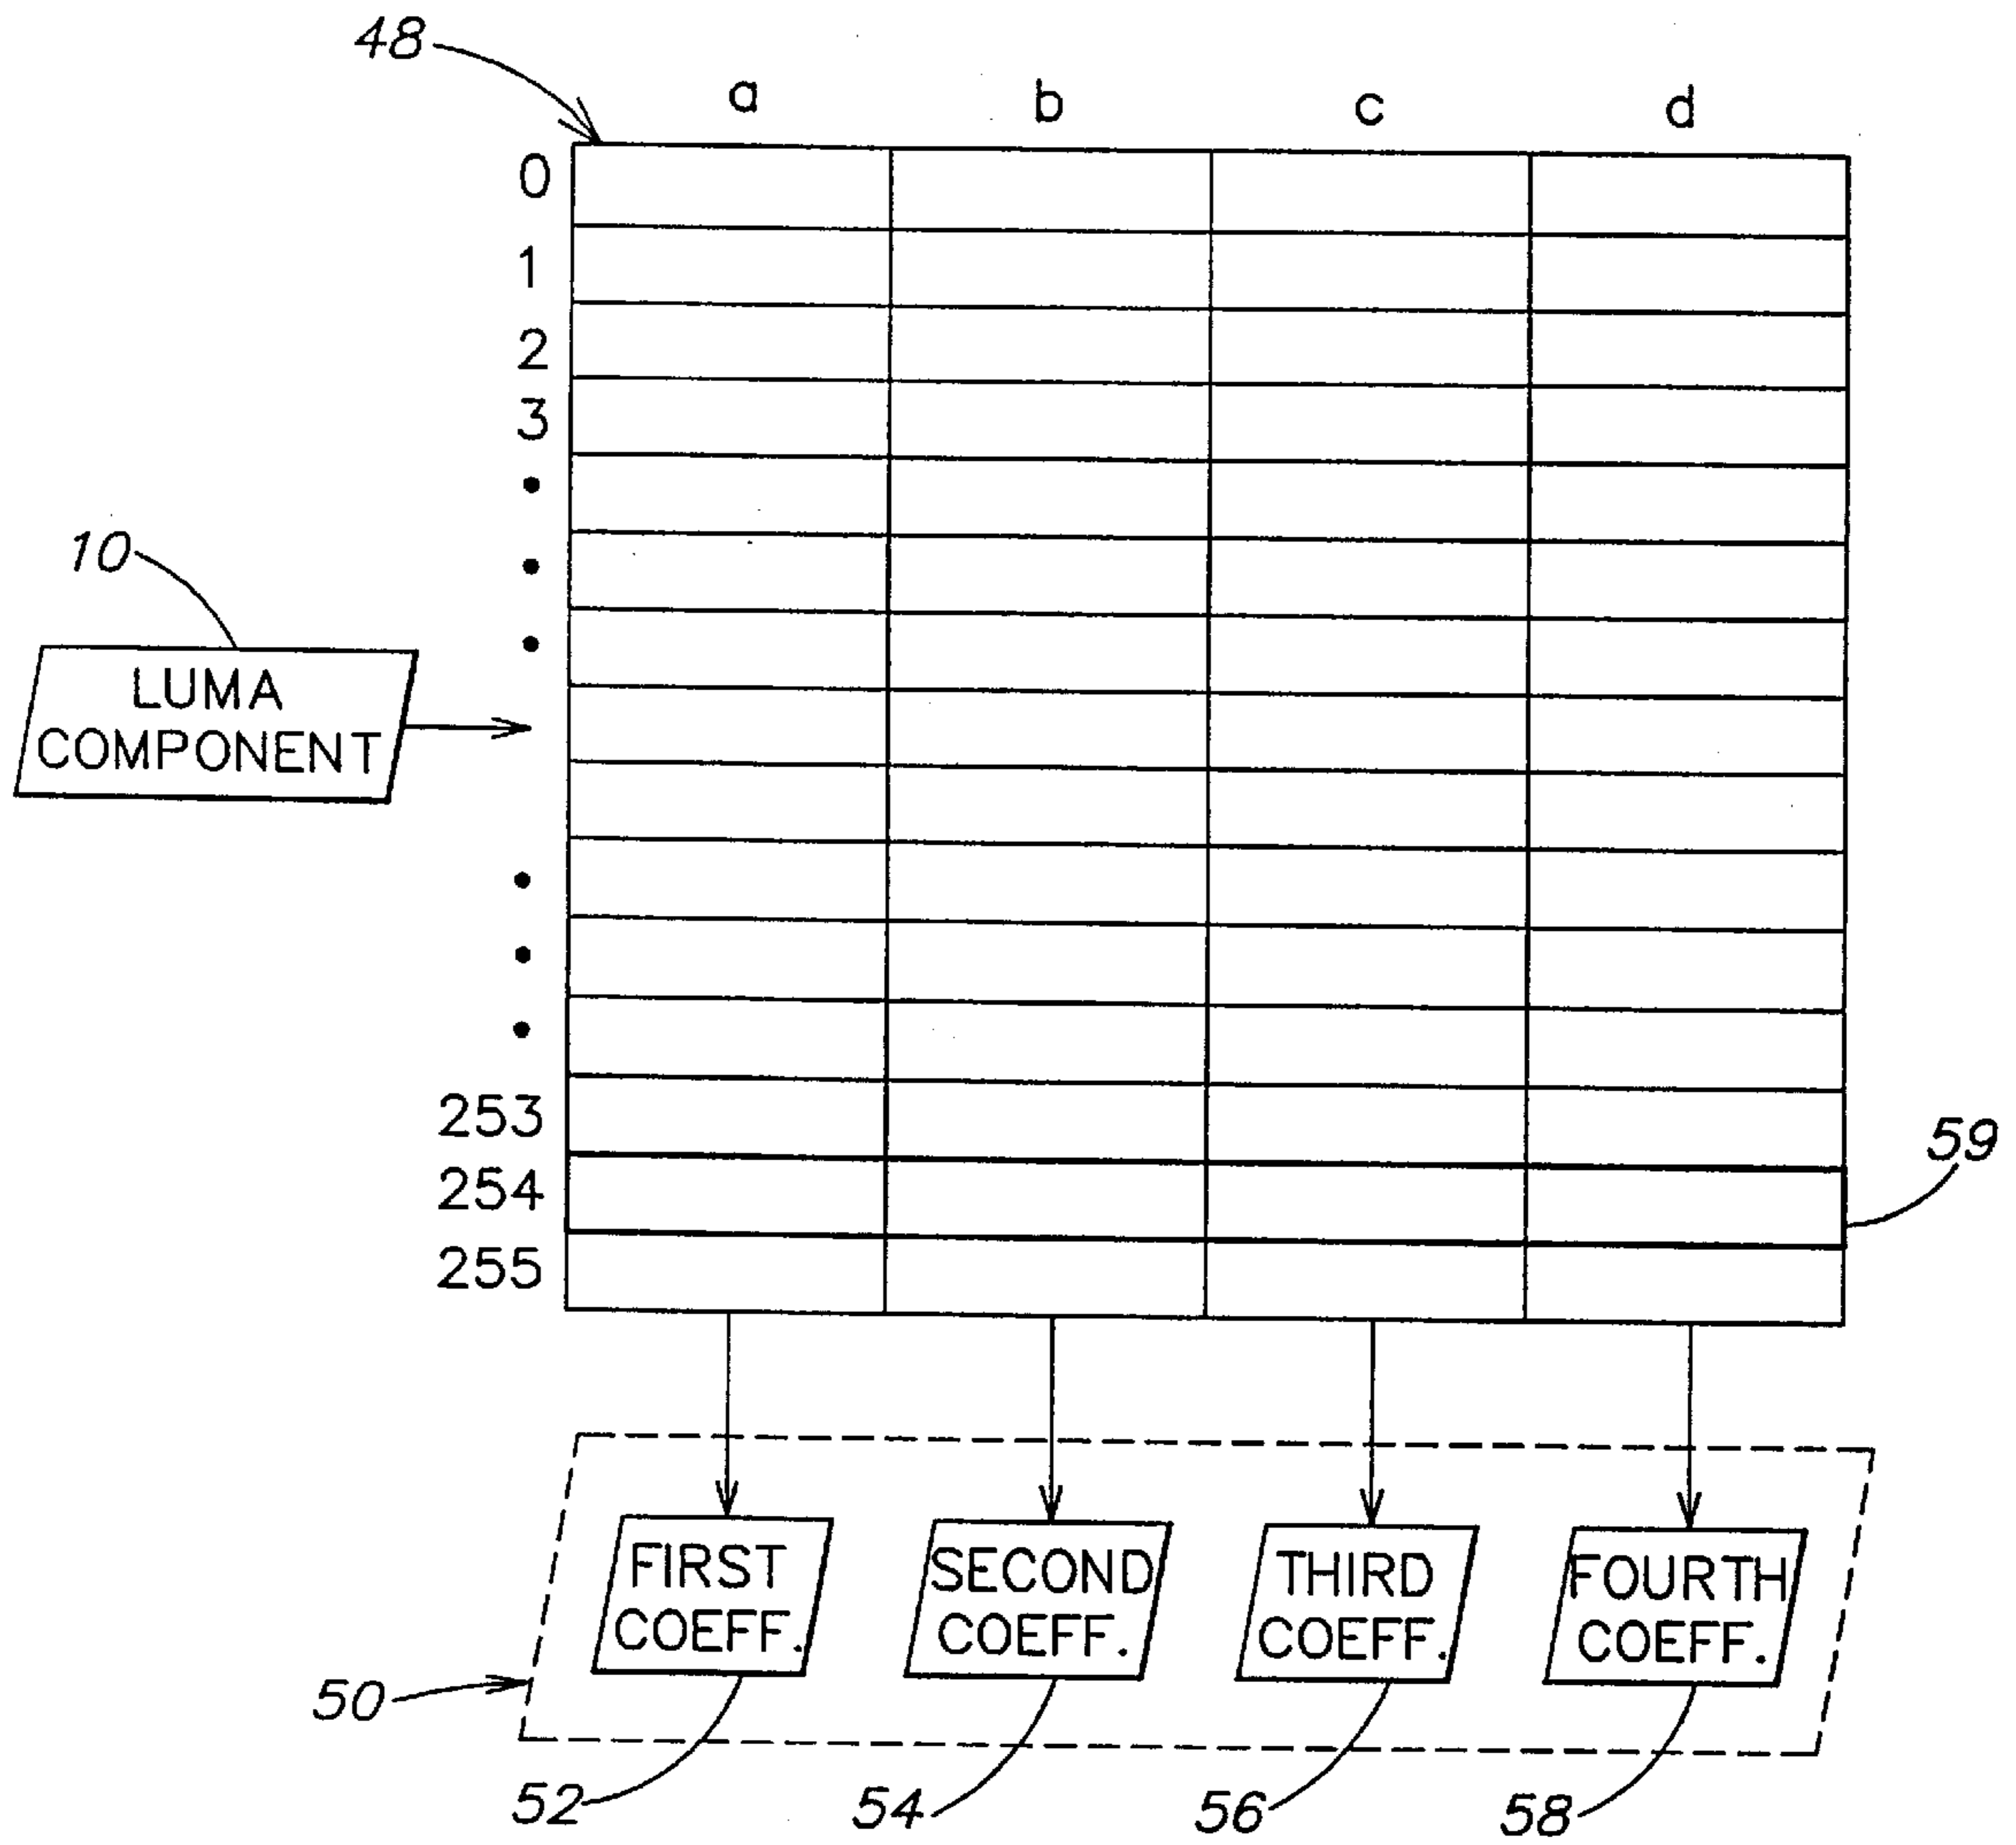 48
a b c d
0
1
2
3
•
•
•
10
LUMA
COMPONENT
•
•
•
253
254
255
59
FIRST
COEFF.
SECOND
COEFF.
THIRD
COEFF.
FOURTH
COEFF.
50
52 54 56 58